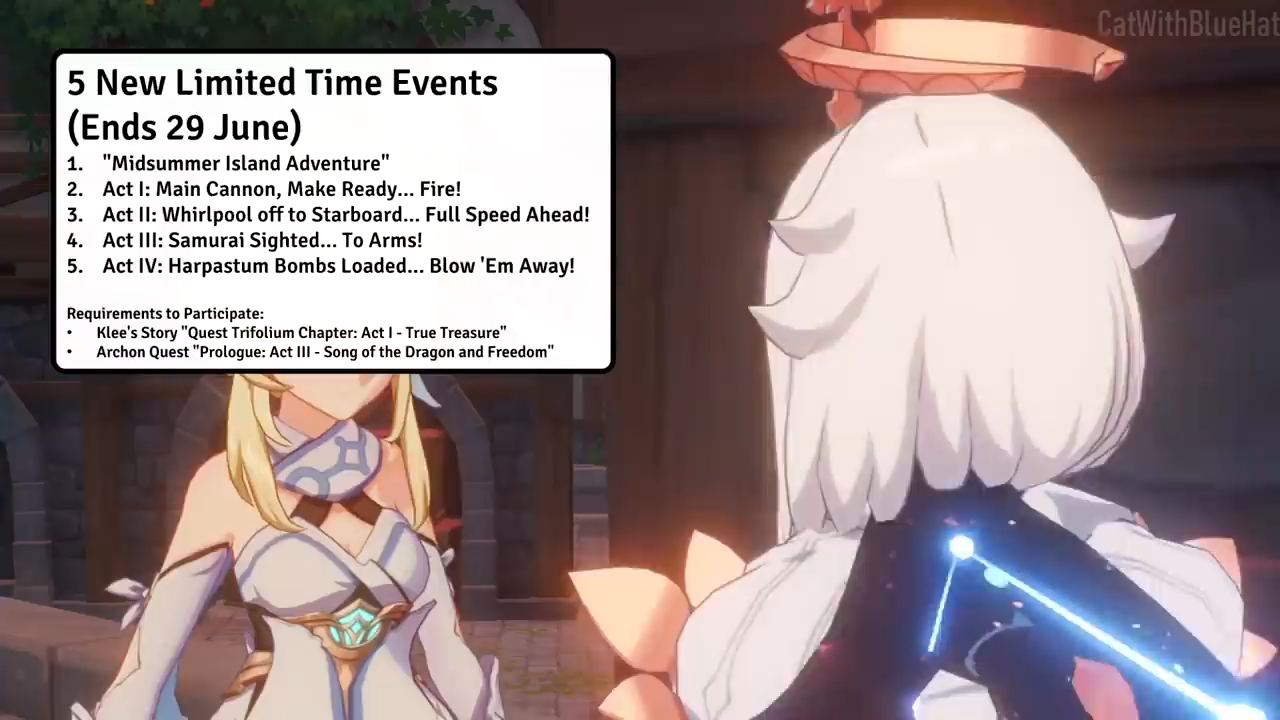 CatWithBlueHat
5 New Limited Time Events
(Ends 29 June)
1. "Midsummer Island Adventure"
2. Act I: Main Cannon, Make Ready... Fire!
3. Act II: Whirlpool off to Starboard... Full Speed Ahead!
4. Act III: Samurai Sighted... To Arms!
5. Act IV: Harpastum Bombs Loaded... Blow 'Em Away!
Requirements to Participate:
• Klee's Story "Quest Trifolium Chapter: Act I - True Treasure"
• Archon Quest "Prologue: Act III - Song of the Dragon and Freedom"